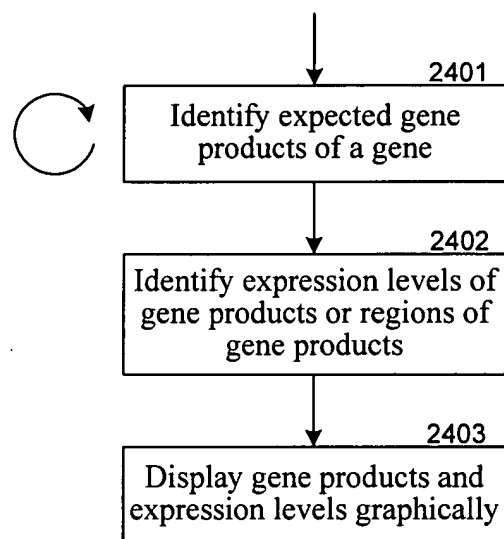 2401
Identify expected gene
products of a gene
2402
Identify expression levels of
gene products or regions of
gene products
2403
Display gene products and
expression levels graphically